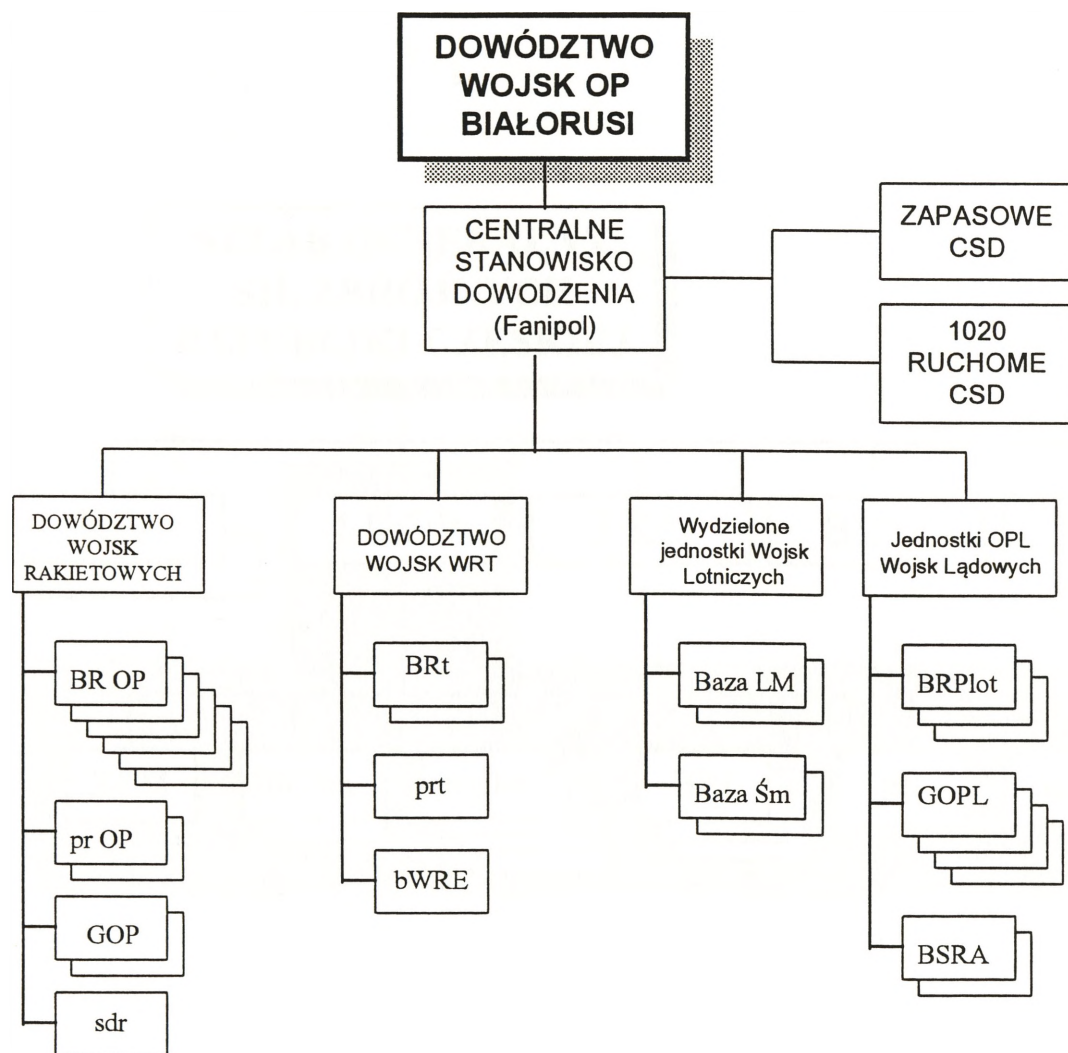 DOWÓDZTWO
WOJSK OP
BIAŁORUSI
CENTRALNE
STANOWISKO
DOWODZENIA
(Fanipol)
ZAPASOWE
CSD
1020
RUCHOME
CSD
DOWÓDZTWO
WOJSK
RAKIETOWYCH
BR OP
pr OP
GOP
sdr
DOWÓDZTWO
WOJSK WRT
BRt
prt
bWRE
Wydzielone
jednostki Wojsk
Lotniczych
Baza LM
Baza Śm
Jednostki OPL
Wojsk Lądowych
BRPlot
GOPL
BSRA